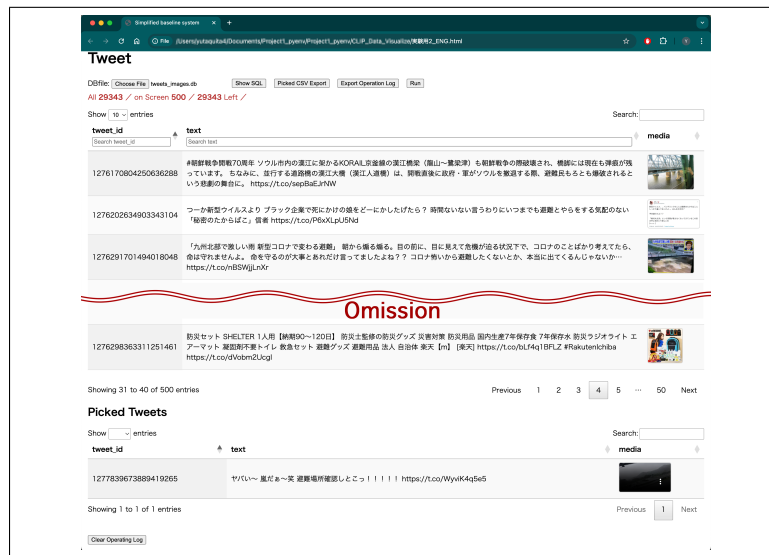 Simplified baseline system
File /Users/yutaquita4/Documents/Project1_pyenv/Project1_pyenv/CLIP_Data_Visualize/実験用2_ENG.html
Tweet
DBfile: Choose File tweets_images.db Show SQL Picked CSV Export Export Operation Log Run
All 29343 / on Screen 500 / 29343 Left /
Show 10 entries Search:
tweet_id text media
Search tweet_id Search text
#朝鮮戦争開戦70周年 ソウル市内の漢江に架かるKORAIL京釜線の漢江橋梁（龍山〜鷺梁津）も朝鮮戦争の際破壊され、橋脚には現在も弾痕が残
1276170804250636288 っています。 ちなみに、並行する道路橋の漢江大橋（漢江人道橋）は、開戦直後に政府・軍がソウルを撤退する際、避難民もろとも爆破されると
いう悲劇の舞台に。 https://t.co/sepBaEJrNW
1276202634903343104 つーか新型ウイルスより ブラック企業で死にかけの娘をどーにかしたげたら？ 時間ないない言うわりにいつまでも避難とやらをする気配のない
「秘密のたからばこ」信者 https://t.co/P6xXLpU5Nd
「九州北部で激しい雨 新型コロナで変わる避難」 朝から煽る煽る。目の前に、目に見えて危機が迫る状況下で、コロナのことばかり考えてたら、
1276291701494018048 命は守れませんよ。 命を守るのが大事とあれだけ言ってましたよね？？ コロナ怖いから避難したくないとか、本当に出てくるんじゃないか…
https://t.co/nBSWjjLnXr
Omission
防災セット SHELTER 1人用【納期90〜120日】 防災士監修の防災グッズ 災害対策 防災用品 国内生産7年保存食 7年保存水 防災ラジオライト エ
1276298363311251461 アーマット 凝固剤不要トイレ 救急セット 避難グッズ 避難用品 法人 自治体 楽天【m】 [楽天] https://t.co/bLf4q1BFLZ #RakutenIchiba
https://t.co/dVobm2Ucgl
Showing 31 to 40 of 500 entries Previous 1 2 3 4 5 … 50 Next
Picked Tweets
Show entries Search:
tweet_id text media
1277839673889419265 ヤバい〜 嵐だぁ〜笑 避難場所確認しとこっ！！！！！ https://t.co/WyviK4q5e5
Showing 1 to 1 of 1 entries Previous 1 Next
Clear Operating Log